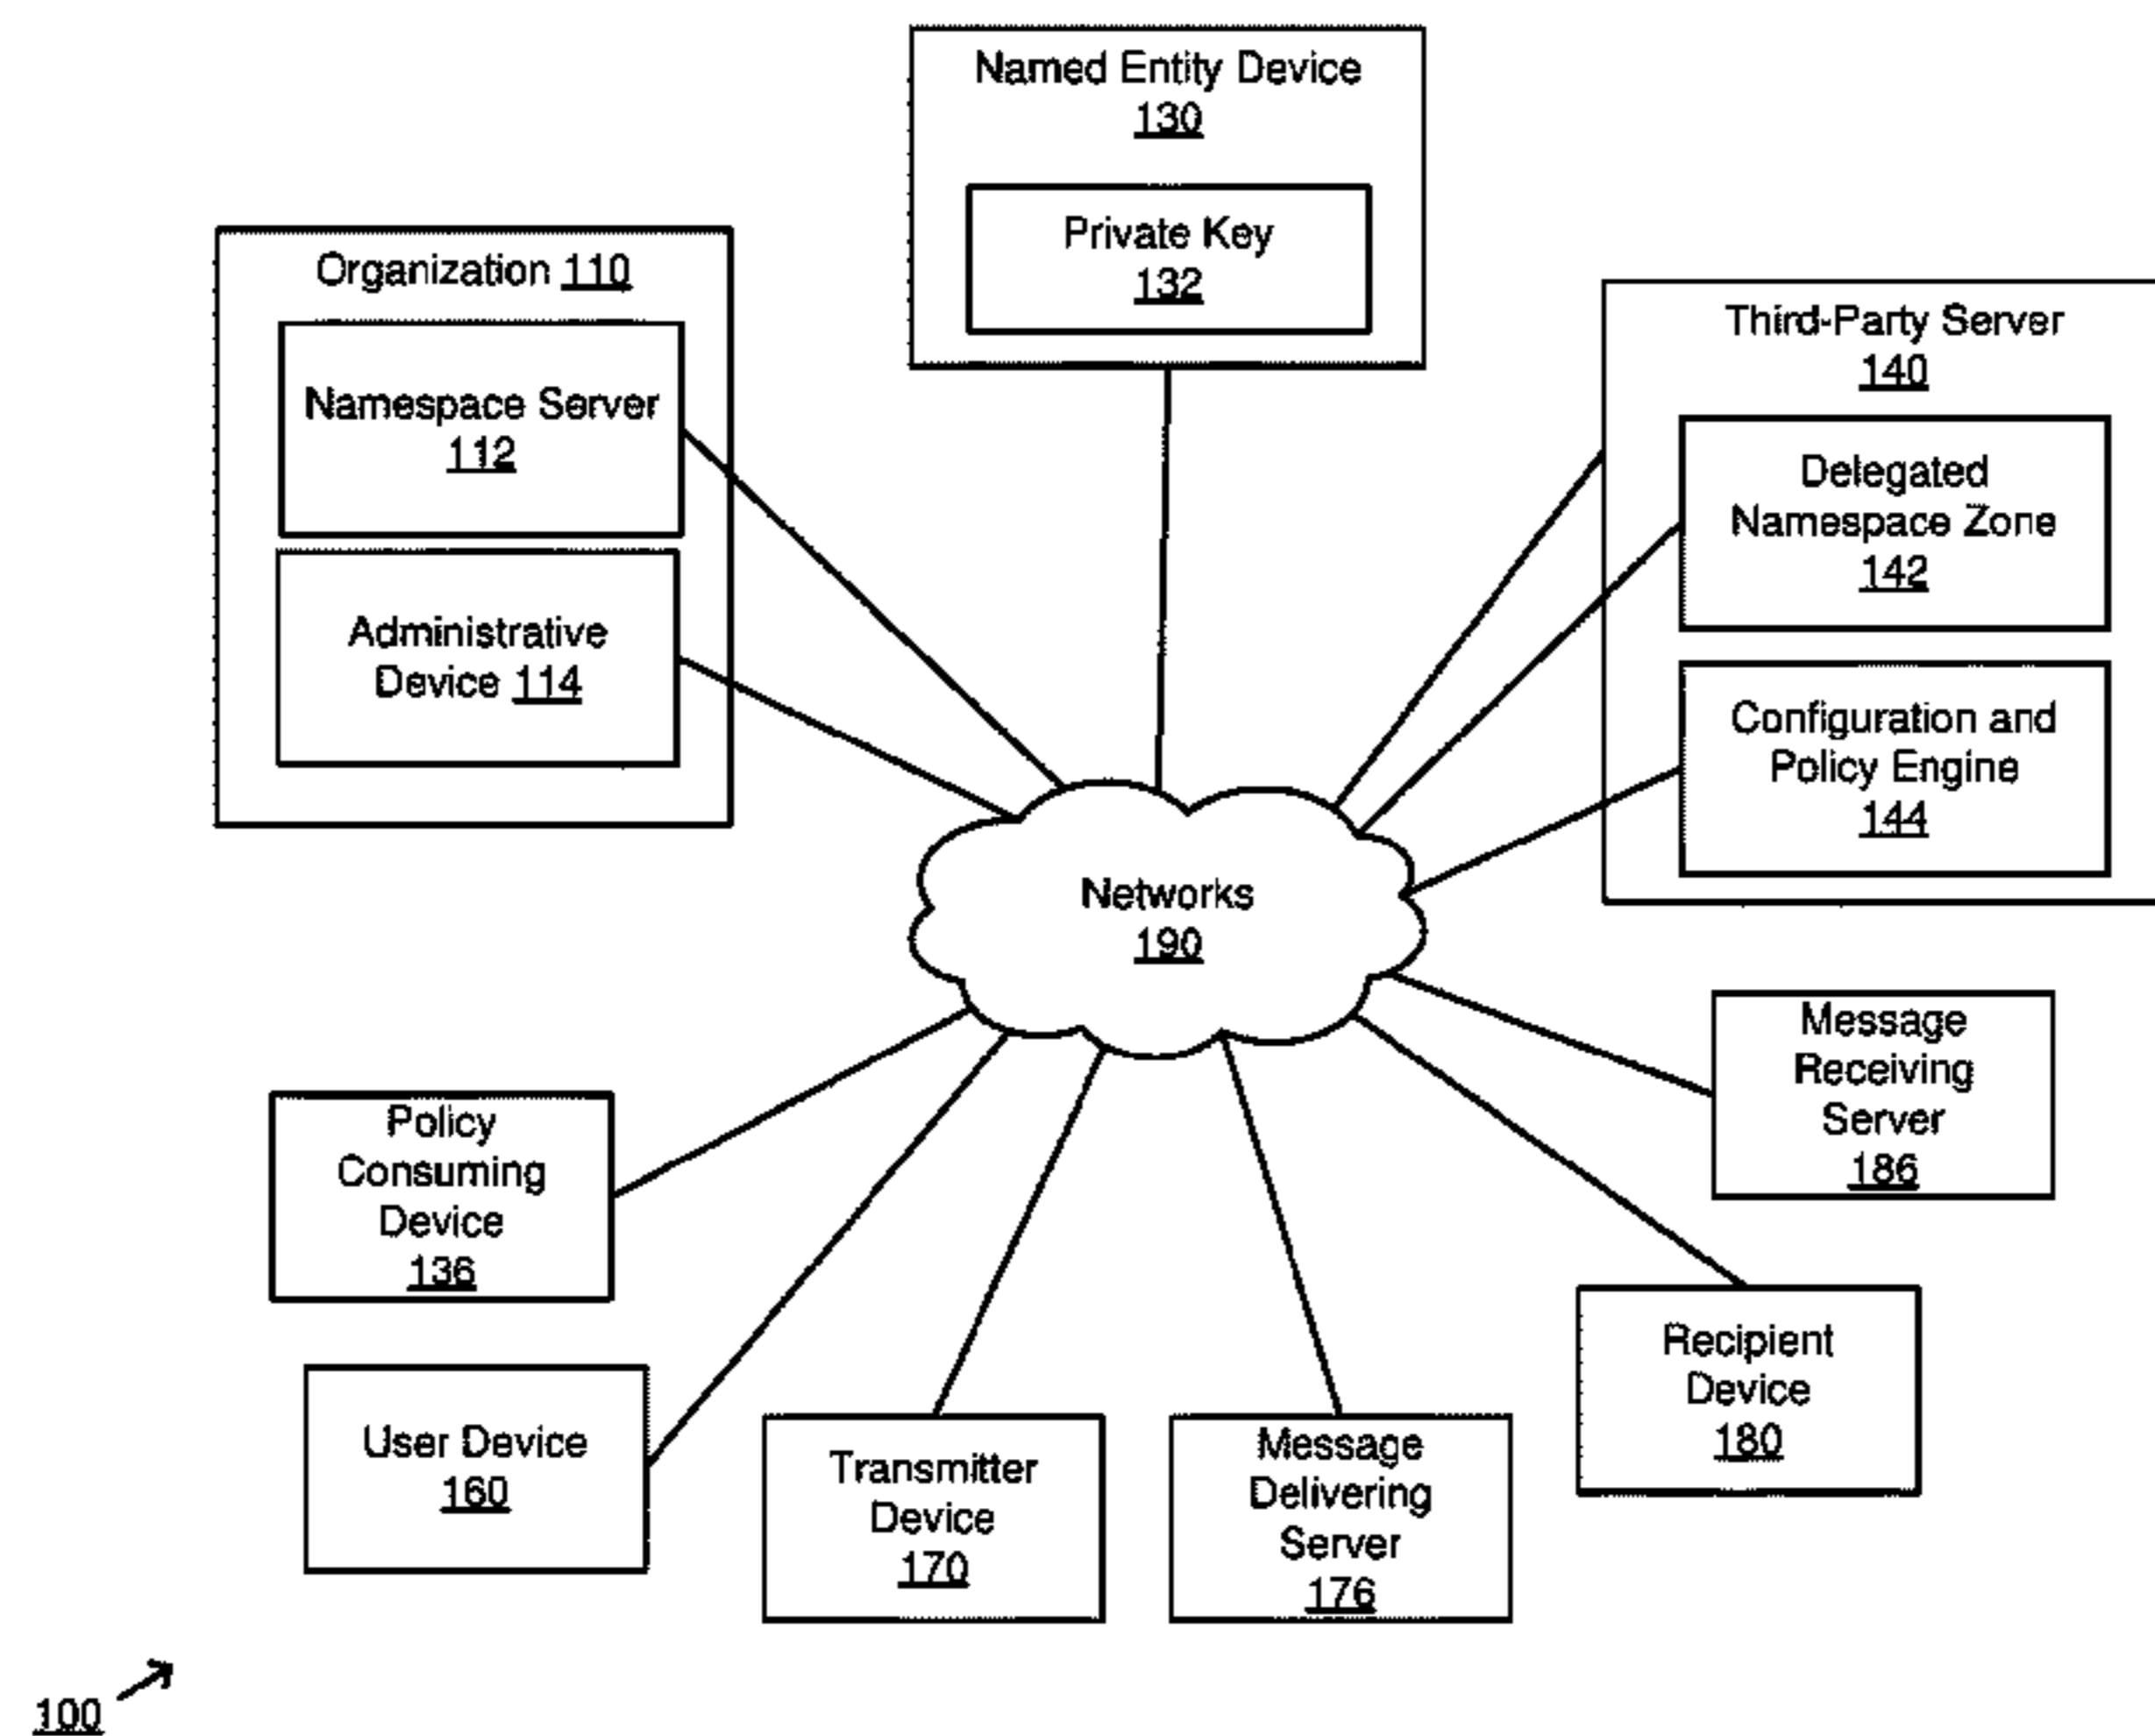 Named Entity Device
130
Private Key
132
Organization 110
Namespace Server
112
Administrative
Device 114
Third-Party Server
140
Delegated
Namespace Zone
142
Configuration and
Policy Engine
144
Networks
190
Message
Receiving
Server
186
Policy
Consuming
Device
136
Recipient
Device
180
User Device
160
Transmitter
Device
170
Message
Delivering
Server
176
100